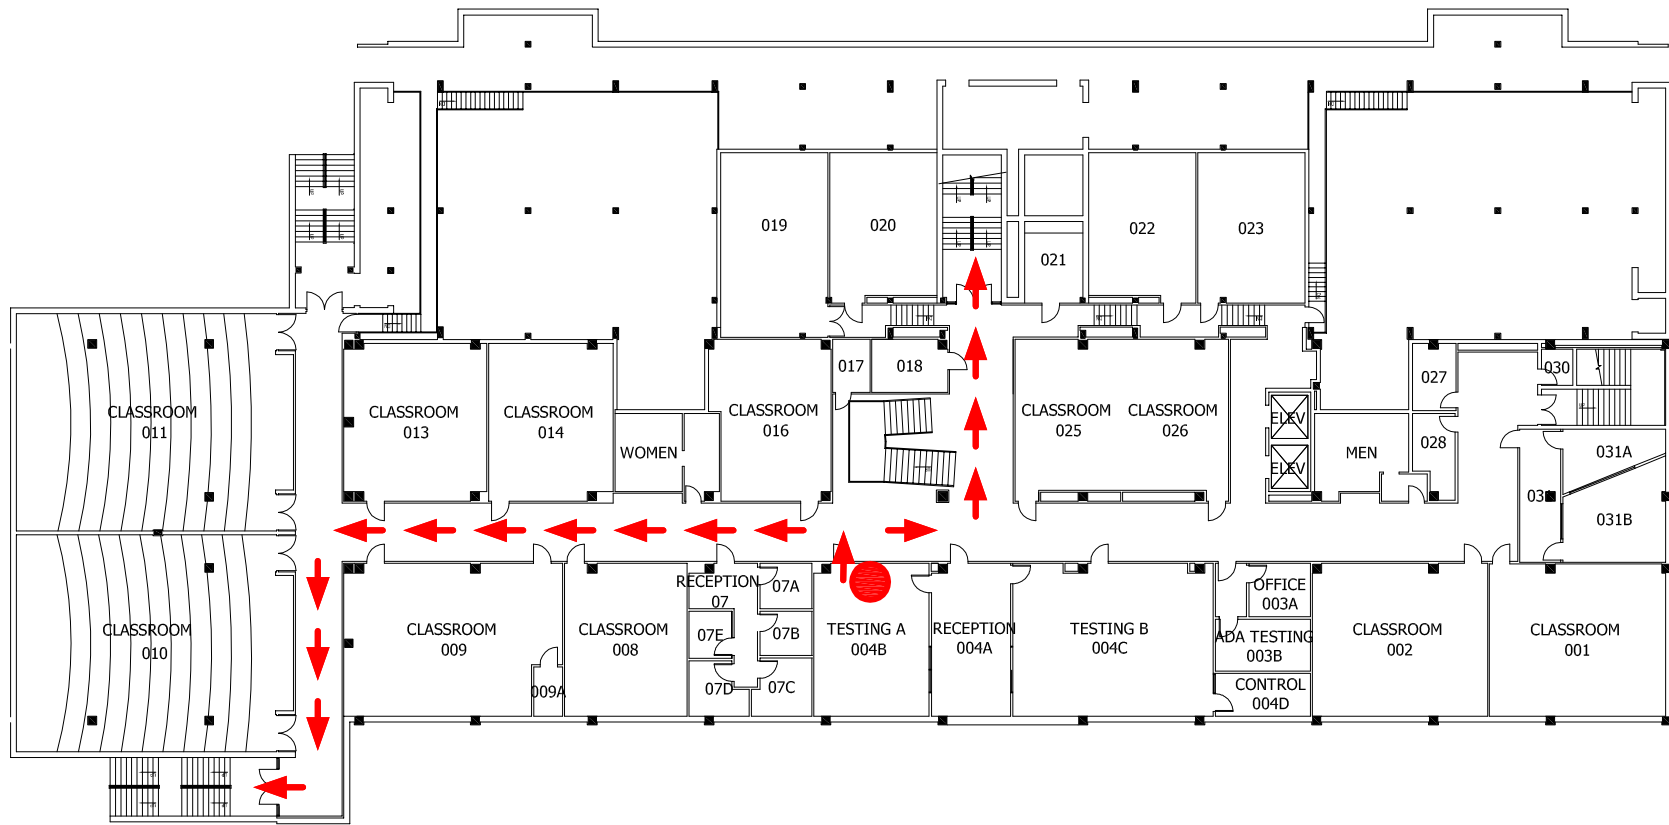 019
020
021
022
023
017
018
027
030
CLASSROOM
011
CLASSROOM
013
CLASSROOM
014
WOMEN
CLASSROOM
016
CLASSROOM
025
CLASSROOM
026
ELEV
ELEV
MEN
028
031A
031B
CLASSROOM
010
CLASSROOM
009
009A
CLASSROOM
008
RECEPTION
07
07A
07B
07C
07D
07E
TESTING A
004B
RECEPTION
004A
TESTING B
004C
OFFICE
003A
ADA TESTING
003B
CONTROL
004D
CLASSROOM
002
CLASSROOM
001